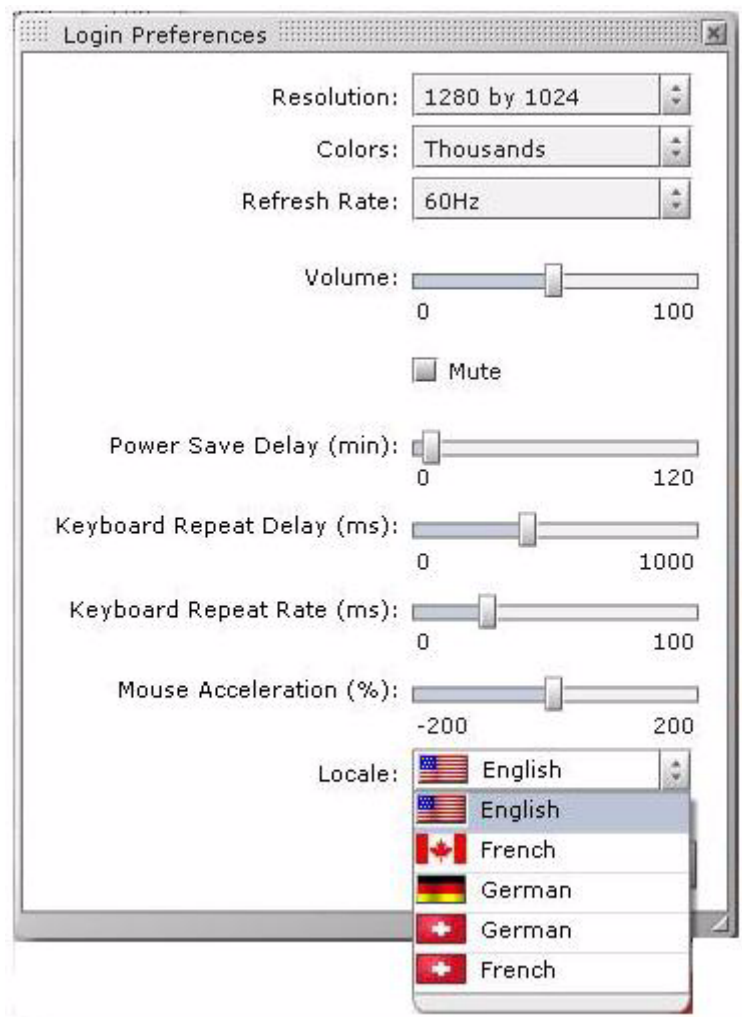 Login Preferences
Resolution: 1280 by 1024
Colors: Thousands
Refresh Rate: 60Hz
Volume:
0 100
Mute
Power Save Delay (min):
0 120
Keyboard Repeat Delay (ms):
0 1000
Keyboard Repeat Rate (ms):
0 100
Mouse Acceleration (%):
-200 200
Locale: English
English
French
German
German
French